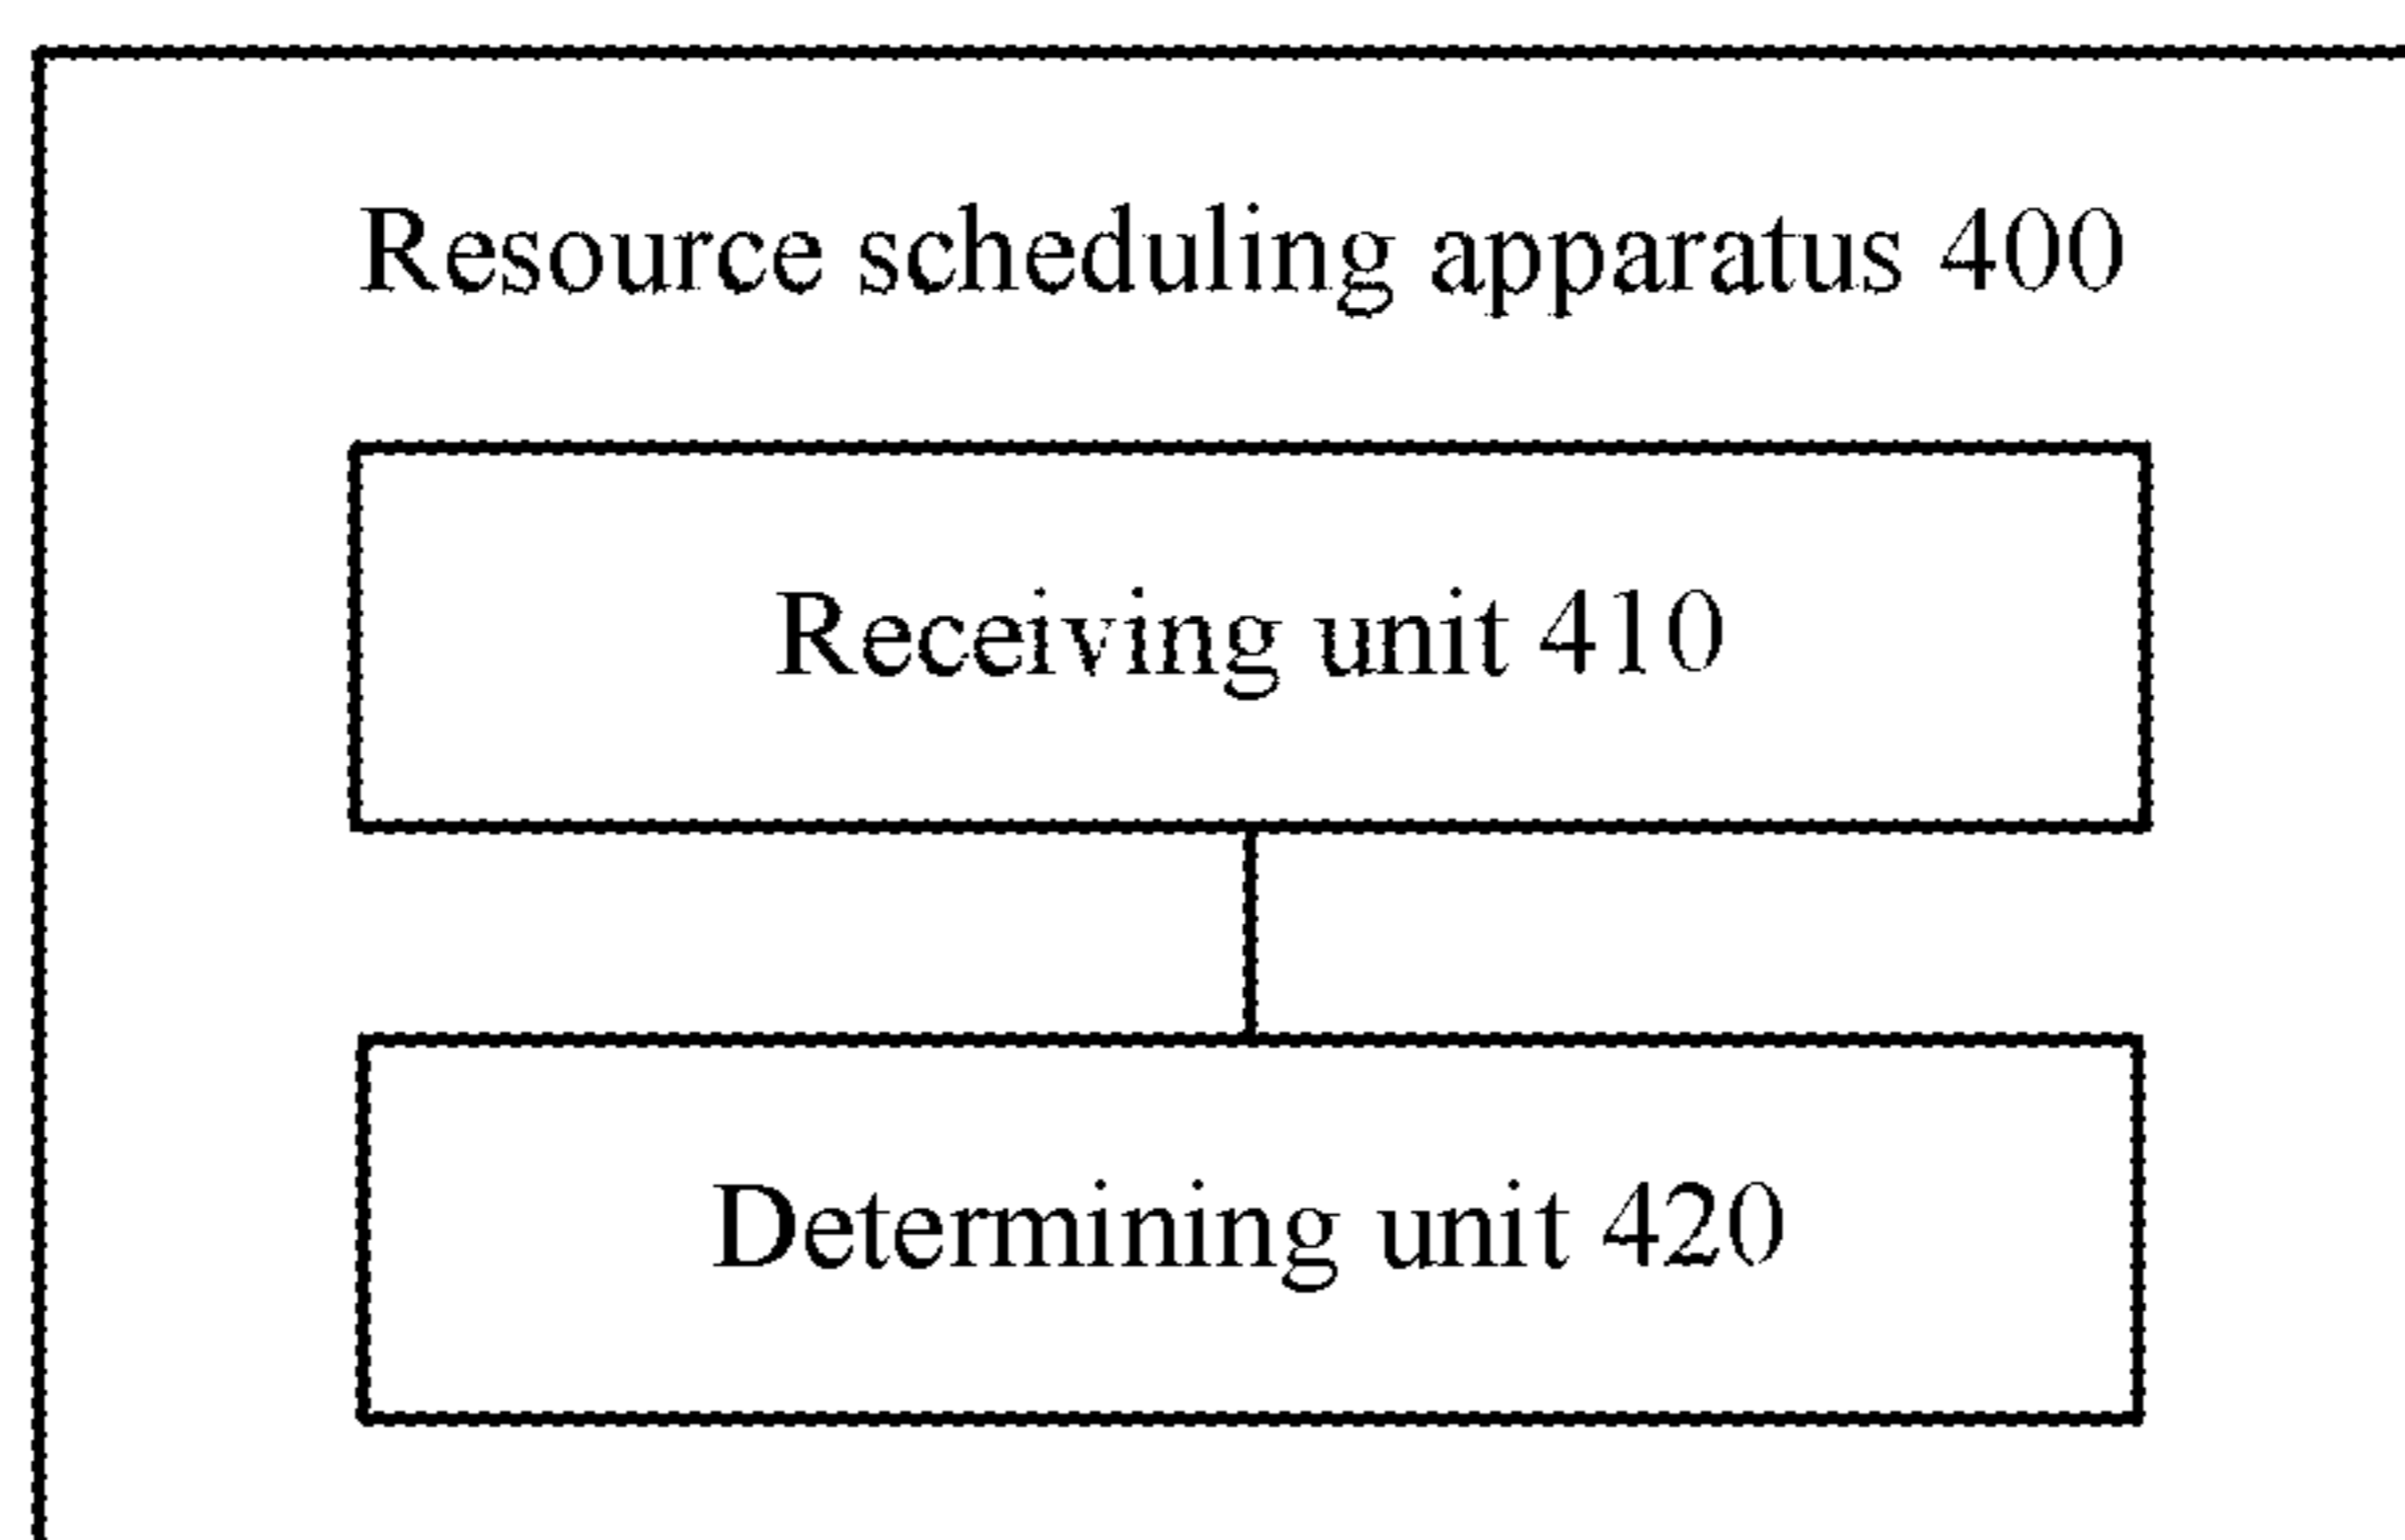 Resource scheduling apparatus 400
Receiving unit 410
Determining unit 420